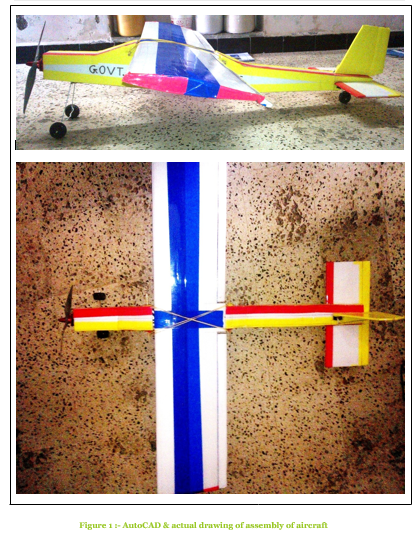 GOVT.
Figure 1 :- AutoCAD & actual drawing of assembly of aircraft